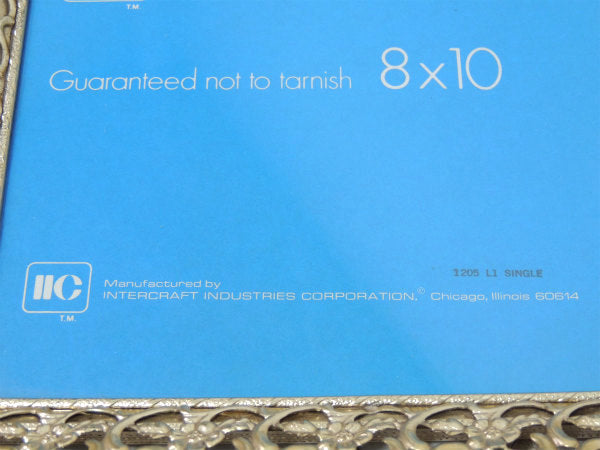 T.M.
Guaranteed not to tarnish 8x10
1205 L1 SINGLE
IIC
Manufactured by
INTERCRAFT INDUSTRIES CORPORATION.© Chicago, Illinois 60614
T.M.